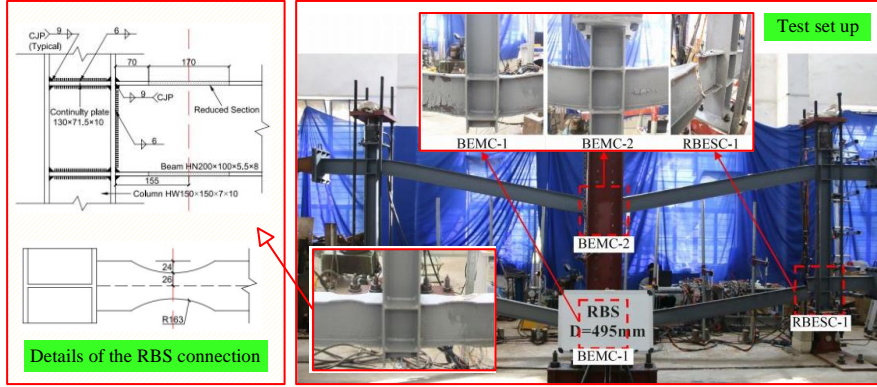 CJP
(Typical)
9
6
70
170
9
CJP
Reduced Section
Continuity plate
130×71.5×10
6
Beam HN200×100×5.5×8
155
Column HW150×150×7×10
24
26
R163
Details of the RBS connection
Test set up
BEMC-1
BEMC-2
RBESC-1
BEMC-2
RBS
D=495mm
BEMC-1
RBESC-1